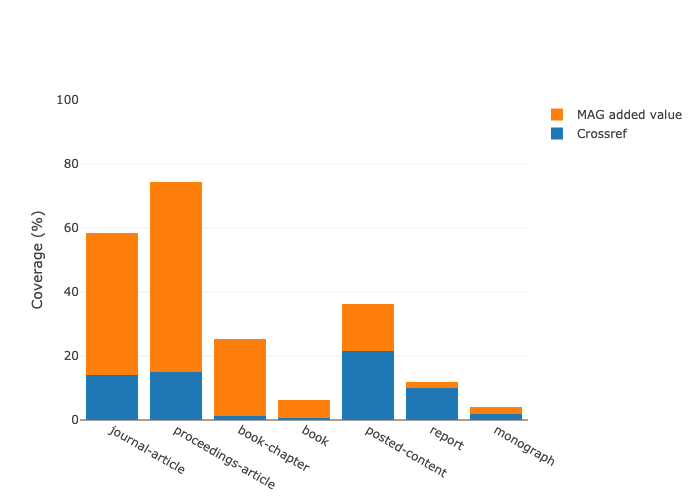 100
80
60
40
20
0
Coverage (%)
journal-article
proceedings-article
book-chapter
book
posted-content
report
monograph
MAG added value
Crossref